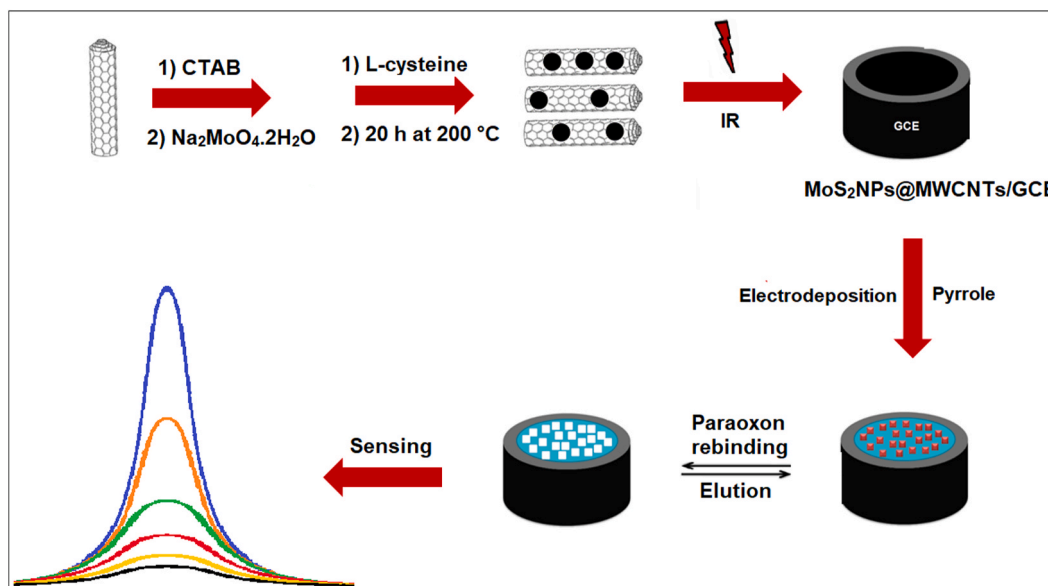 1) CTAB
2) Na₂MoO₄.2H₂O
1) L-cysteine
2) 20 h at 200 °C
IR
GCE
MoS₂NPs@MWCNTs/GCE
Electrodeposition
Pyrrole
Paraoxon
rebinding
Elution
Sensing